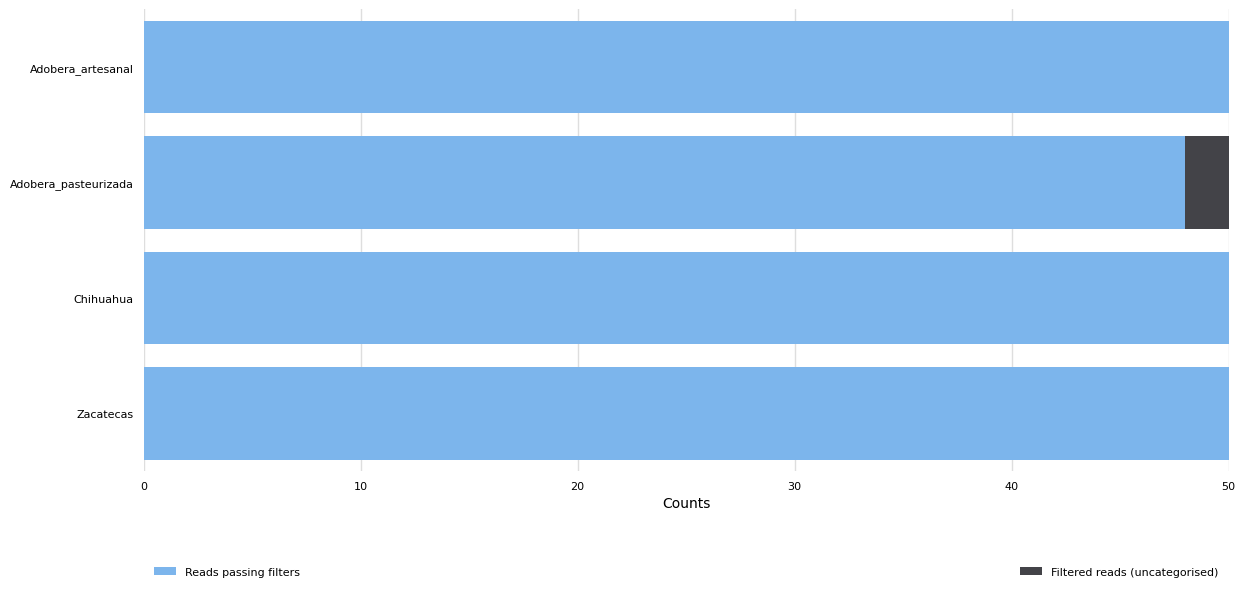 Adobera_artesanal
Adobera_pasteurizada
Chihuahua
Zacatecas
0 10 20 30 40 50
Counts
Reads passing filters Filtered reads (uncategorised)